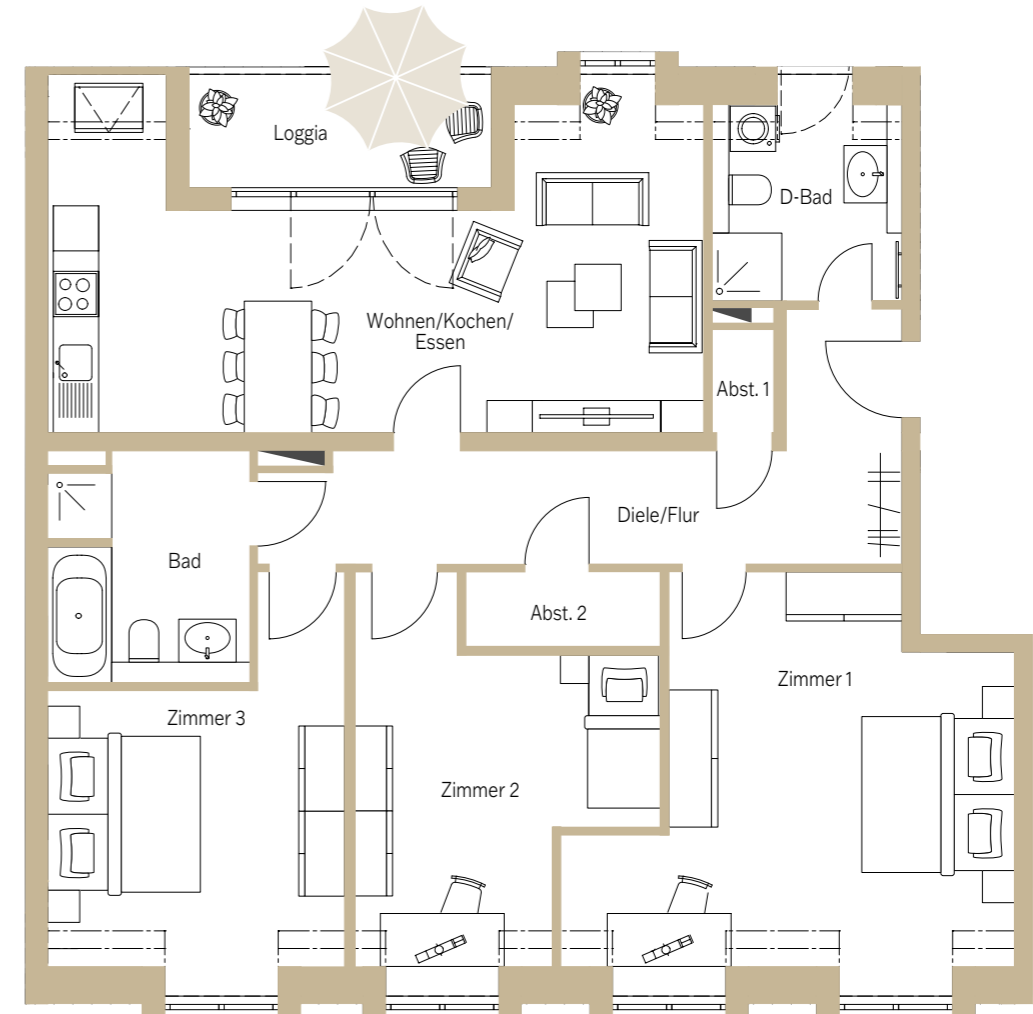 Loggia
D-Bad
Wohnen/Kochen/
Essen
Abst. 1
Diele/Flur
Bad
Abst. 2
Zimmer 1
Zimmer 3
Zimmer 2